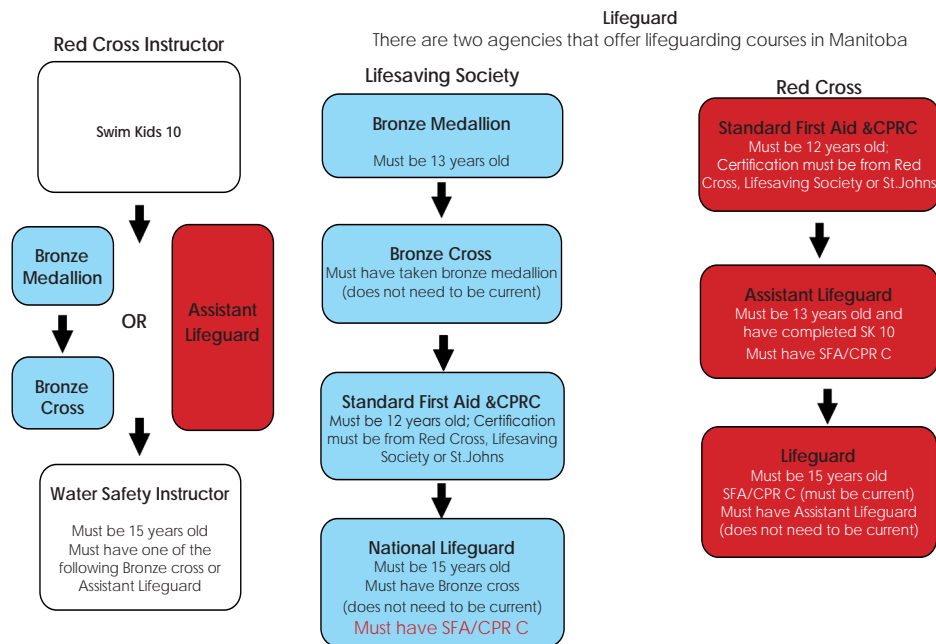 Lifeguard
There are two agencies that offer lifeguarding courses in Manitoba
Red Cross Instructor
Swim Kids 10
Bronze
Medallion
Bronze
Cross
OR
Assistant
Lifeguard
Water Safety Instructor
Must be 15 years old
Must have one of the
following Bronze cross or
Assistant Lifeguard
Lifesaving Society
Bronze Medallion
Must be 13 years old
Bronze Cross
Must have taken bronze medallion
(does not need to be current)
Standard First Aid &CPRC
Must be 12 years old; Certification
must be from Red Cross, Lifesaving
Society or St.Johns
National Lifeguard
Must be 15 years old
Must have Bronze cross
(does not need to be current)
Must have SFA/CPR C
Red Cross
Standard First Aid &CPRC
Must be 12 years old;
Certification must be from Red
Cross, Lifesaving Society or St.Johns
Assistant Lifeguard
Must be 13 years old and
have completed SK 10
Must have SFA/CPR C
Lifeguard
Must be 15 years old
SFA/CPR C (must be current)
Must have Assistant Lifeguard
(does not need to be current)